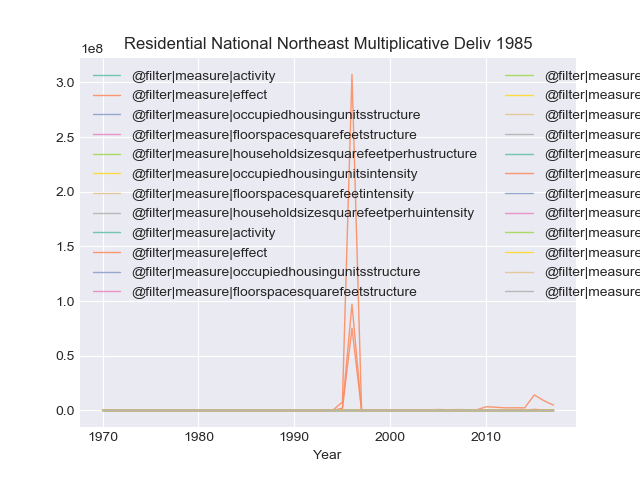 Residential National Northeast Multiplicative Deliv 1985
1e8
3.0
2.5
2.0
1.5
1.0
0.5
0.0
@filter|measure|activity
@filter|measure|effect
@filter|measure|occupiedhousingunitsstructure
@filter|measure|floorspacesquarefeetstructure
@filter|measure|householdsizesquarefeetperhustructure
@filter|measure|occupiedhousingunitsintensity
@filter|measure|floorspacesquarefeetintensity
@filter|measure|householdsizesquarefeetperhuintensity
@filter|measure|activity
@filter|measure|effect
@filter|measure|occupiedhousingunitsstructure
@filter|measure|floorspacesquarefeetstructure
@filter|measure
@filter|measure
@filter|measure
@filter|measure
@filter|measure
@filter|measure
@filter|measure
@filter|measure
@filter|measure
@filter|measure
@filter|measure
@filter|measure
1970 1980 1990 2000 2010
Year